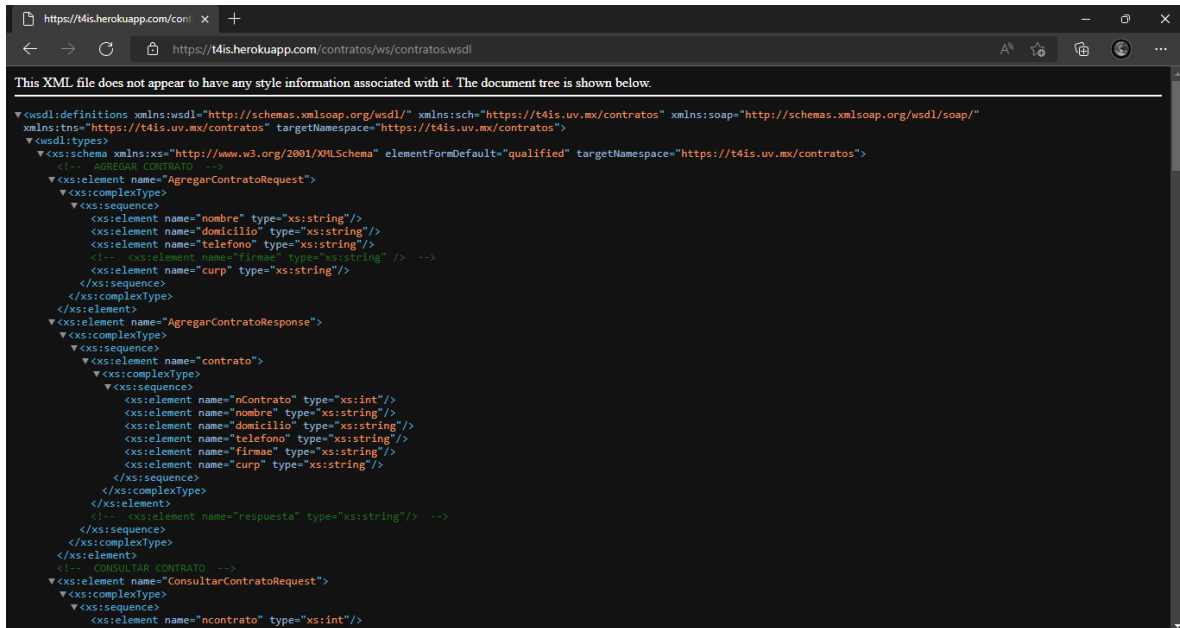 https://t4is.herokuapp.com/cont
https://t4is.herokuapp.com/contratos/ws/contratos.wsdl
This XML file does not appear to have any style information associated with it. The document tree is shown below.
▼<wsdl:definitions xmlns:wsdl="http://schemas.xmlsoap.org/wsdl/" xmlns:sch="https://t4is.uv.mx/contratos" xmlns:soap="http://schemas.xmlsoap.org/wsdl/soap/"
xmlns:tns="https://t4is.uv.mx/contratos" targetNamespace="https://t4is.uv.mx/contratos">
▼<wsdl:types>
▼<xs:schema xmlns:xs="http://www.w3.org/2001/XMLSchema" elementFormDefault="qualified" targetNamespace="https://t4is.uv.mx/contratos">
<!-- AGREGAR CONTRATO -->
▼<xs:element name="AgregarContratoRequest">
▼<xs:complexType>
▼<xs:sequence>
<xs:element name="nombre" type="xs:string"/>
<xs:element name="domicilio" type="xs:string"/>
<xs:element name="telefono" type="xs:string"/>
<!-- <xs:element name="firmae" type="xs:string" /> -->
<xs:element name="curp" type="xs:string"/>
</xs:sequence>
</xs:complexType>
</xs:element>
▼<xs:element name="AgregarContratoResponse">
▼<xs:complexType>
▼<xs:sequence>
▼<xs:element name="contrato">
▼<xs:complexType>
▼<xs:sequence>
<xs:element name="nContrato" type="xs:int"/>
<xs:element name="nombre" type="xs:string"/>
<xs:element name="domicilio" type="xs:string"/>
<xs:element name="telefono" type="xs:string"/>
<xs:element name="firmae" type="xs:string"/>
<xs:element name="curp" type="xs:string"/>
</xs:sequence>
</xs:complexType>
</xs:element>
<!-- <xs:element name="respuesta" type="xs:string"/> -->
</xs:sequence>
</xs:complexType>
</xs:element>
<!-- CONSULTAR CONTRATO -->
▼<xs:element name="ConsultarContratoRequest">
▼<xs:complexType>
▼<xs:sequence>
<xs:element name="ncontrato" type="xs:int"/>